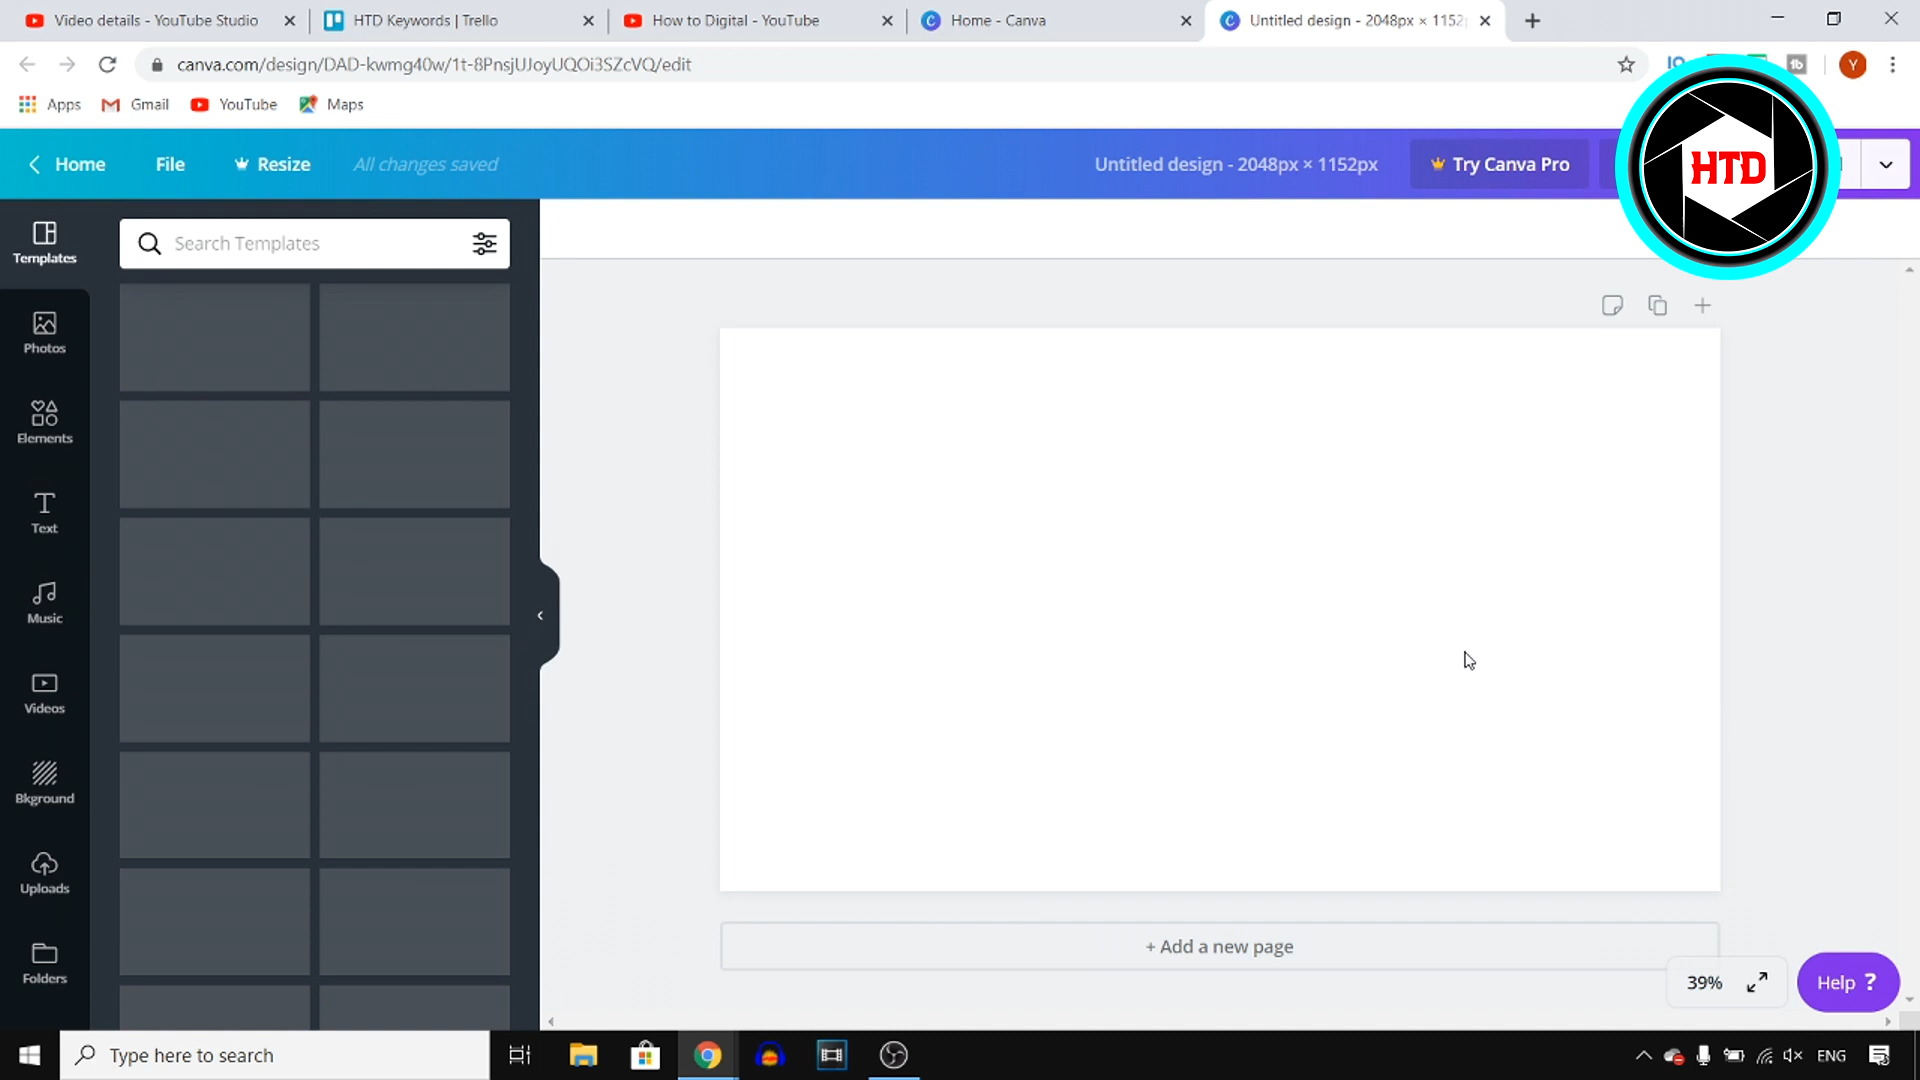 Video details - YouTube Studio
HTD Keywords | Trello
How to Digital - YouTube
Home - Canva
Untitled design - 2048px × 1152p
canva.com/design/DAD-kwmg40w/1t-8PnsjUJoyUQOi3SZcVQ/edit
Y
Apps
Gmail
YouTube
Maps
Home
File
Resize
All changes saved
Untitled design - 2048px × 1152px
Try Canva Pro
HTD
Templates
Search Templates
Photos
Elements
Text
Music
Videos
Bkground
Uploads
Folders
+ Add a new page
39%
Help ?
Type here to search
ENG